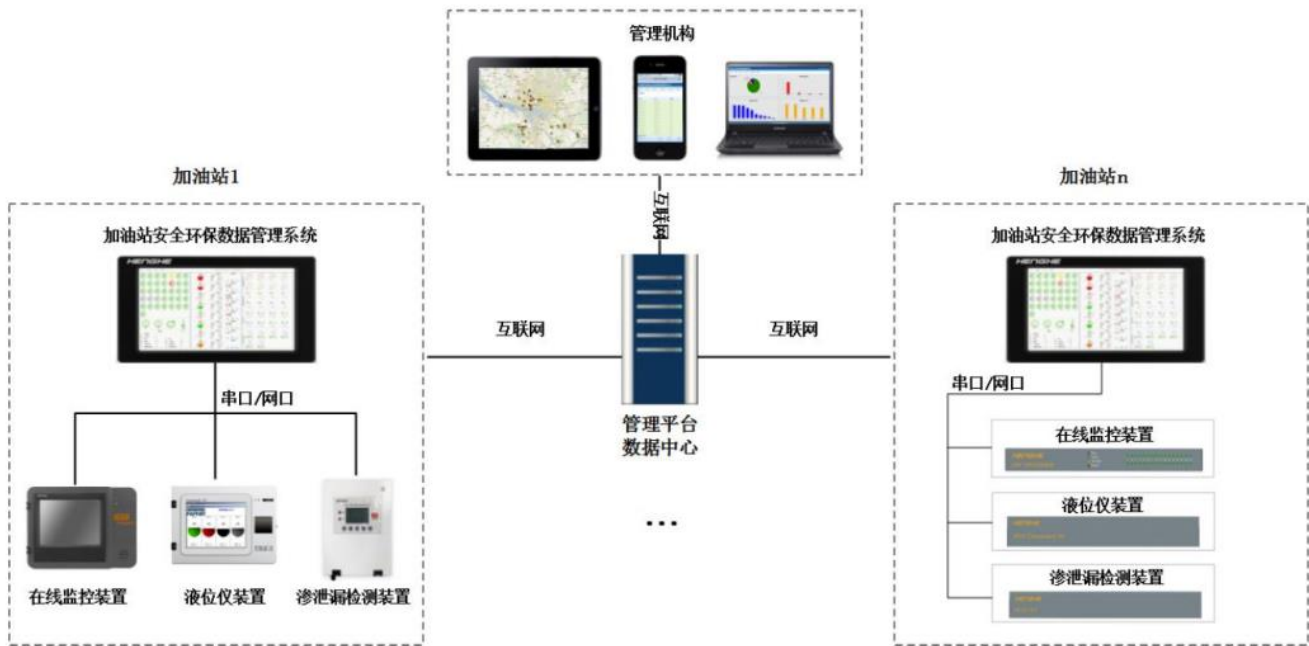 管理机构
互联网
加油站1
加油站安全环保数据管理系统
HENGHE
串口/网口
在线监控装置
液位仪装置
渗泄漏检测装置
互联网
管理平台
数据中心
互联网
...
加油站n
加油站安全环保数据管理系统
HENGHE
串口/网口
在线监控装置
液位仪装置
渗泄漏检测装置